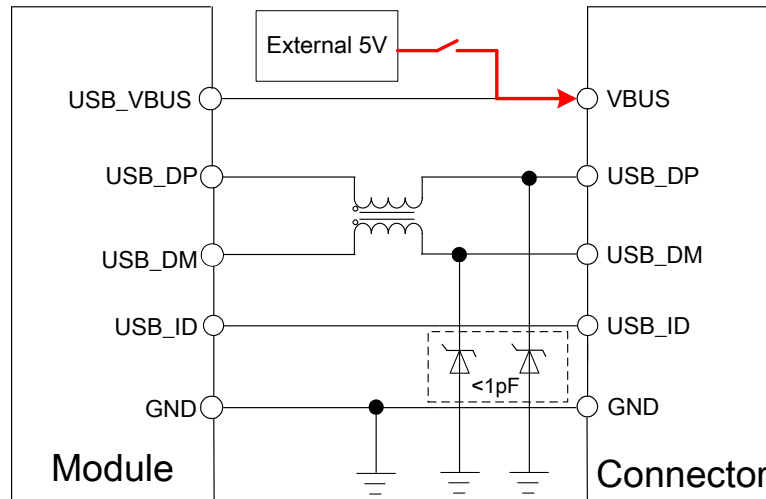 External 5V
USB_VBUS
VBUS
USB_DP
USB_DP
USB_DM
USB_DM
USB_ID
USB_ID
<1pF
GND
GND
Module
Connector